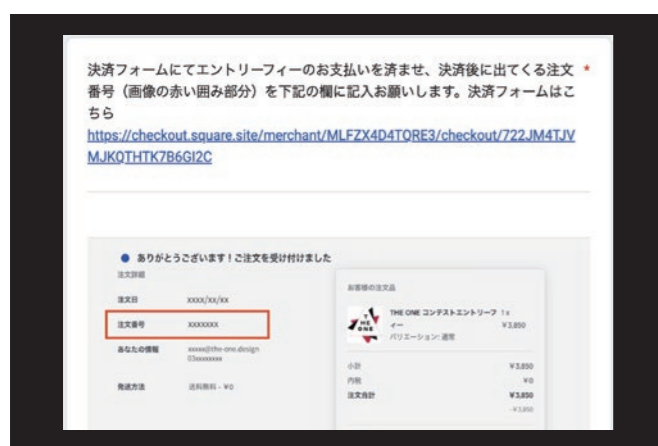 決済フォームにてエントリーフィーのお支払いを済ませ、決済後に出てくる注文 *
番号（画像の赤い囲み部分）を下記の欄に記入お願いします。決済フォームはこ
ちら
https://checkout.square.site/merchant/MLFZX4D4TQRE3/checkout/722JM4TJV
MJKQTHTK7B6GI2C
ありがとうございます！ご注文を受け付けました
注文詳細
注文日 xxxx/xx/xx
注文番号 xxxxxxx
あなたの情報 xxxxx@the-one.design
03xxxxxxxx
発送方法 送料無料 - ¥0
お客様の注文品
THE ONE
THE ONE コンテストエントリーフ 1 x
ィー ¥3,850
バリエーション: 通常
小計 ¥3,850
内税 ¥0
注文合計 ¥3,850
-¥3,850